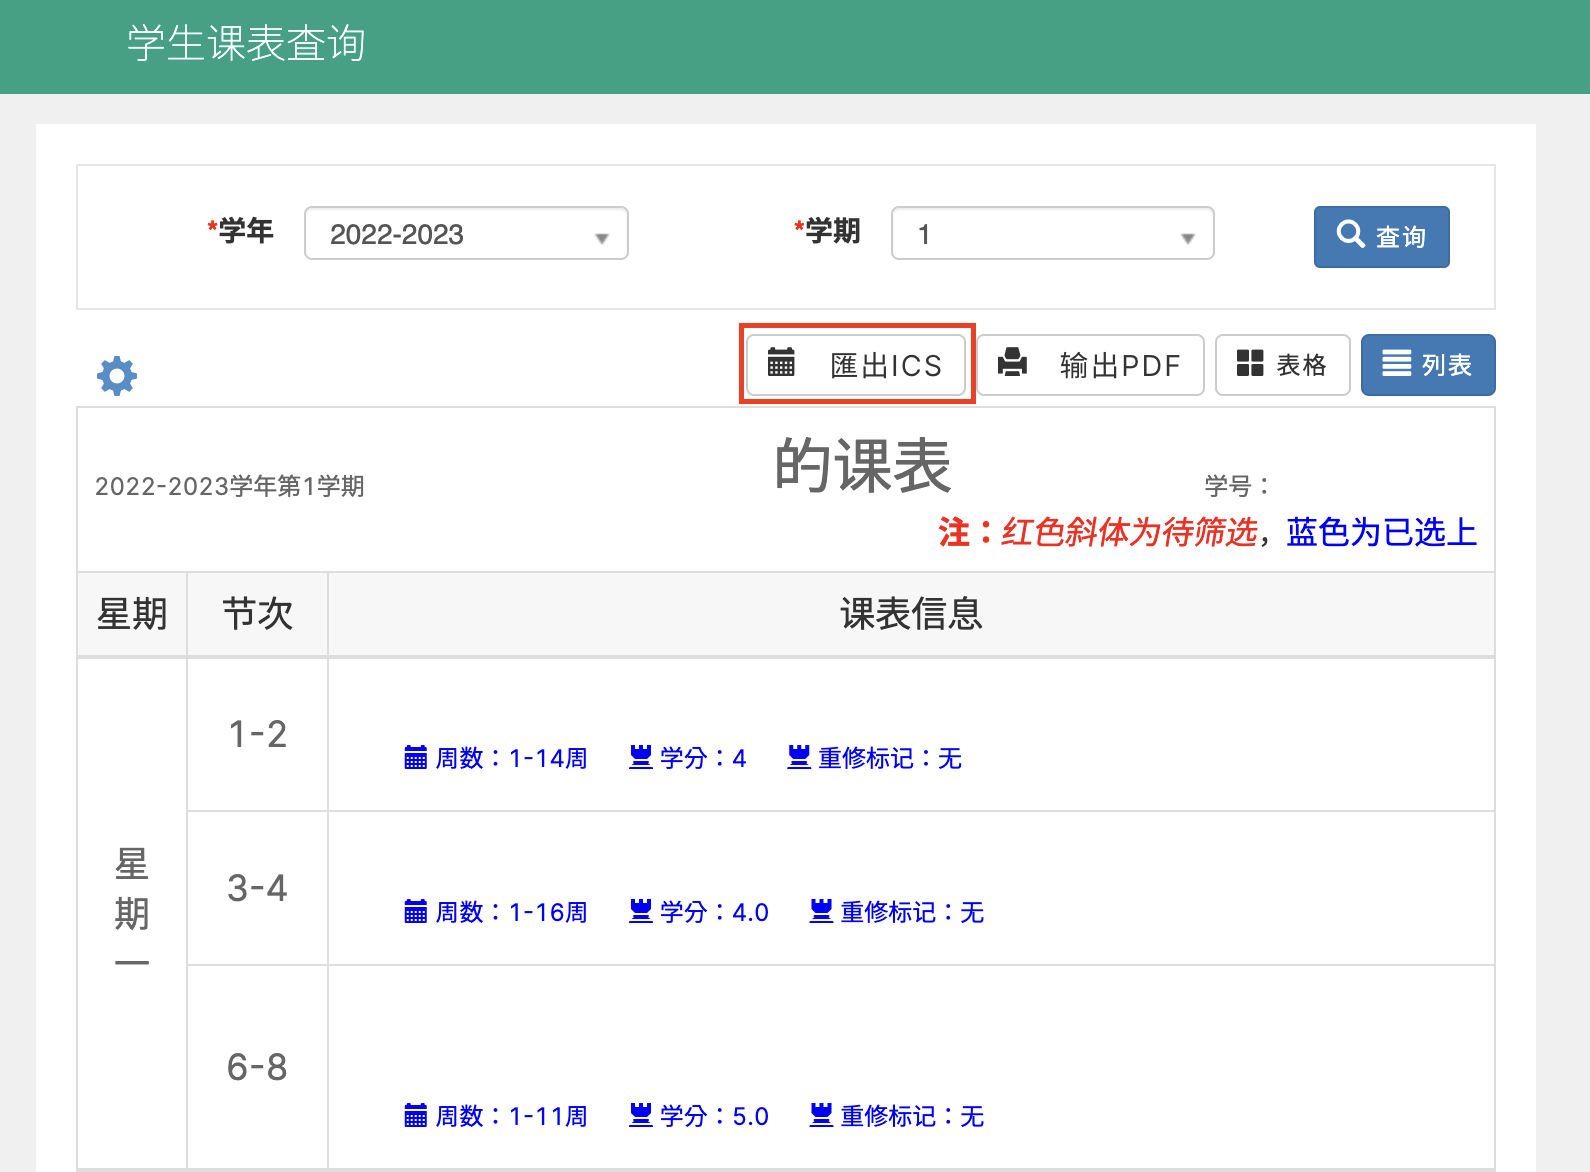 学生课表查询
*学年 2022-2023 *学期 1 查询
匯出ICS 输出PDF 表格 列表
的课表
2022-2023学年第1学期 学号：
注：红色斜体为待筛选，蓝色为已选上
星期 节次 课表信息
星期一
1-2
周数：1-14周 学分：4 重修标记：无
3-4
周数：1-16周 学分：4.0 重修标记：无
6-8
周数：1-11周 学分：5.0 重修标记：无